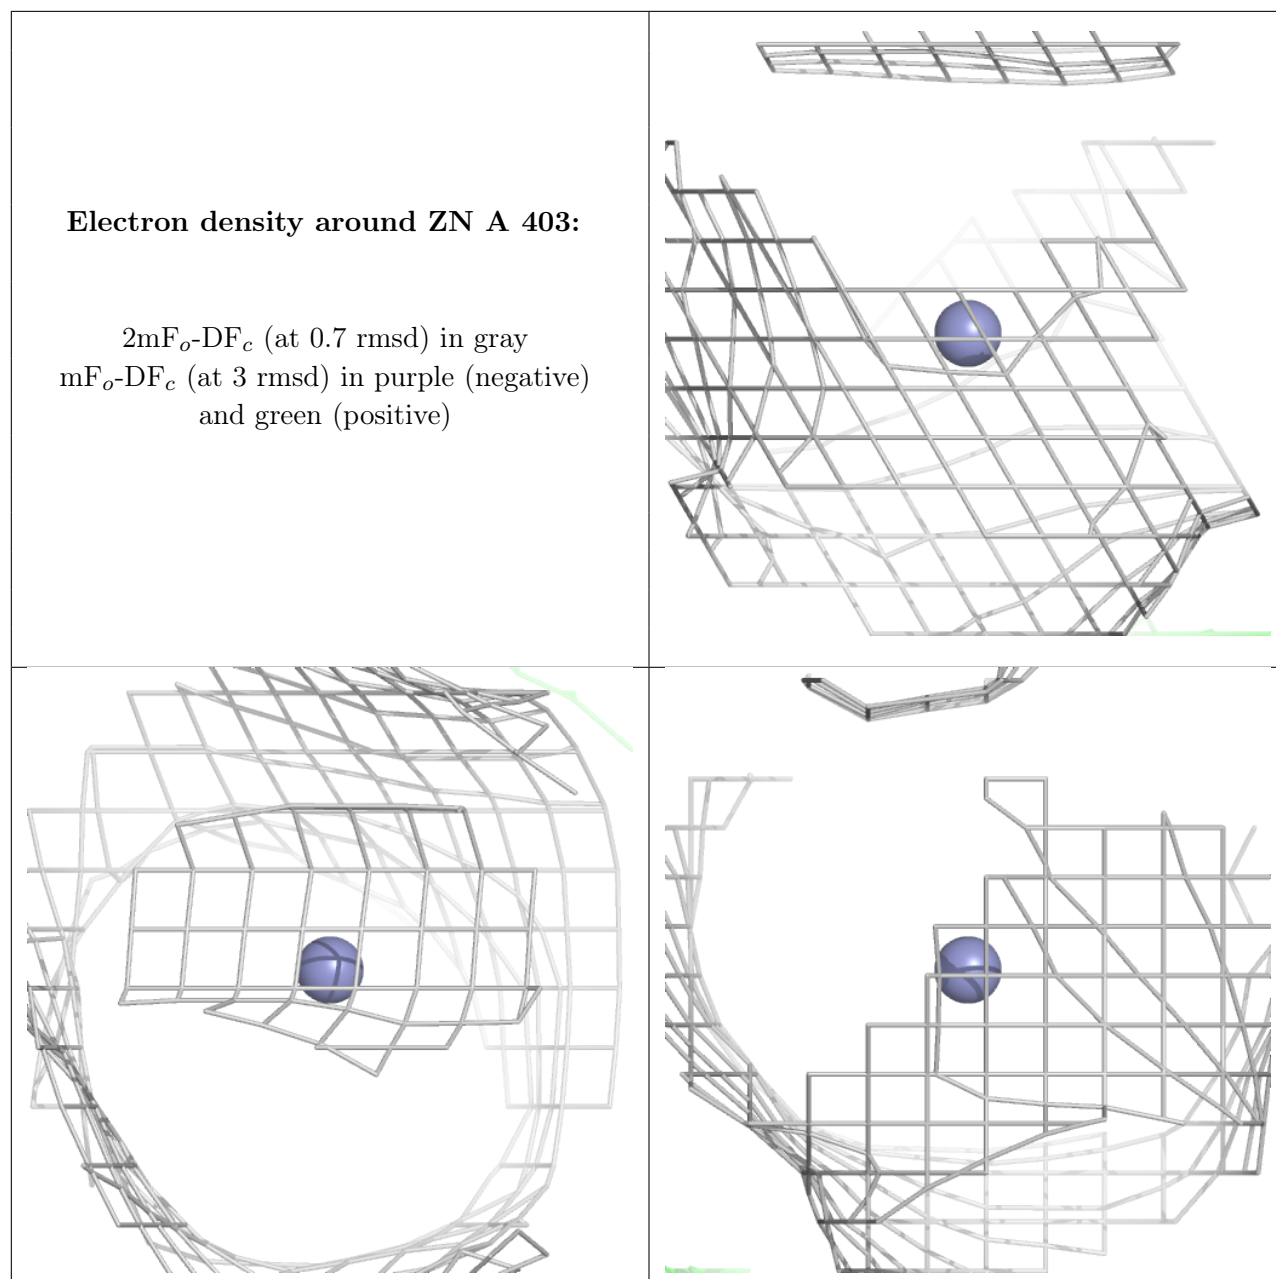 Electron density around ZN A 403:
2mFo-DFc (at 0.7 rmsd) in gray
mFo-DFc (at 3 rmsd) in purple (negative)
and green (positive)